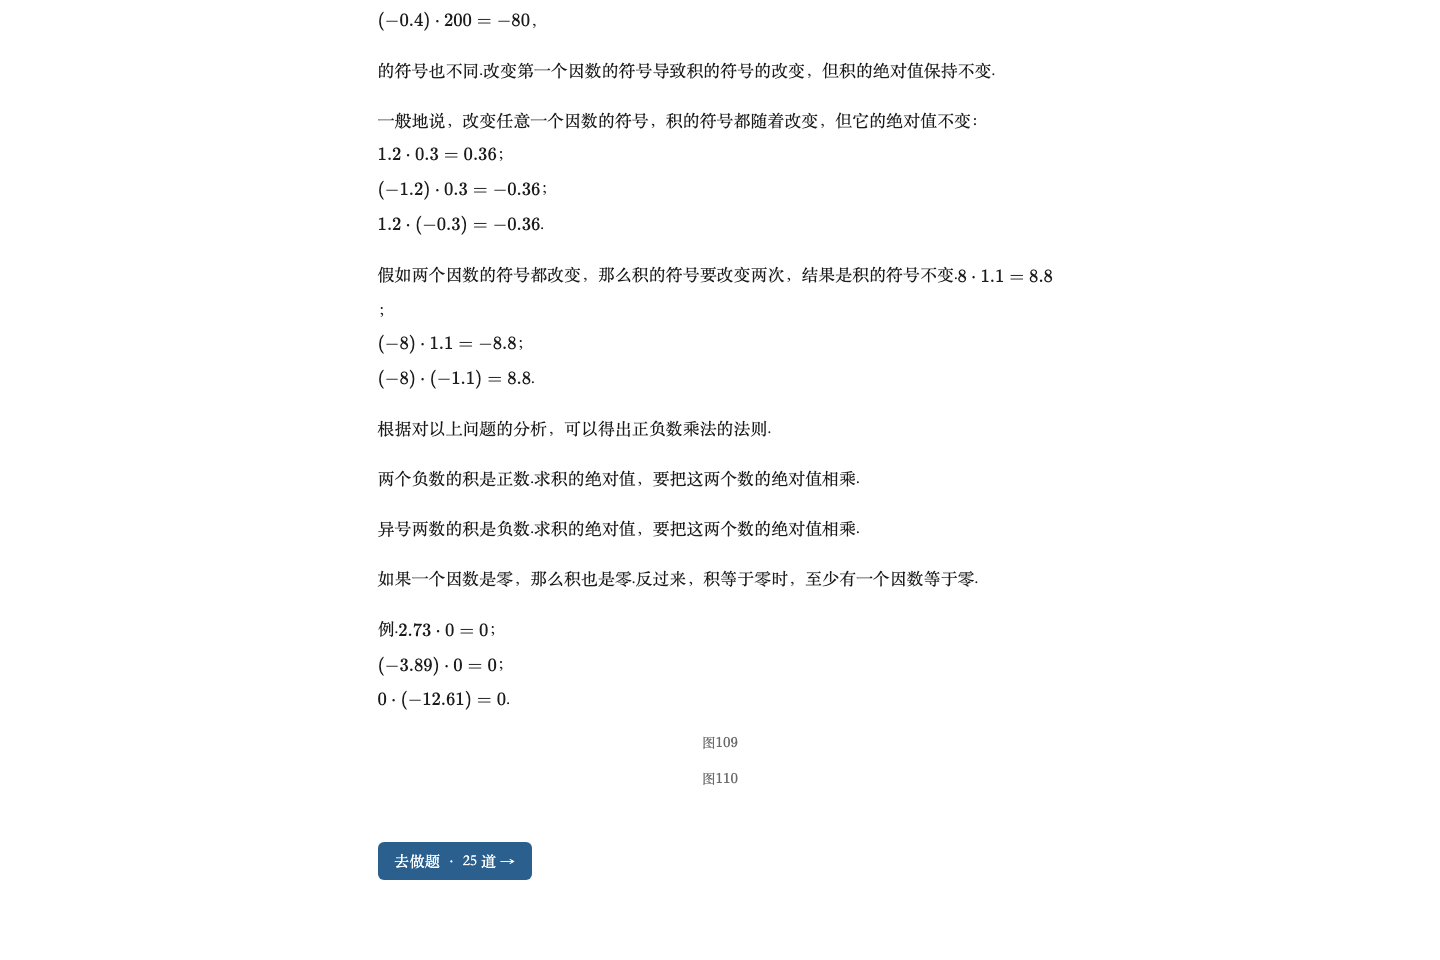 (−0.4) · 200 = −80，
的符号也不同.改变第一个因数的符号导致积的符号的改变，但积的绝对值保持不变.
一般地说，改变任意一个因数的符号，积的符号都随着改变，但它的绝对值不变：
1.2 · 0.3 = 0.36；
(−1.2) · 0.3 = −0.36；
1.2 · (−0.3) = −0.36.
假如两个因数的符号都改变，那么积的符号要改变两次，结果是积的符号不变.8 · 1.1 = 8.8
；
(−8) · 1.1 = −8.8；
(−8) · (−1.1) = 8.8.
根据对以上问题的分析，可以得出正负数乘法的法则.
两个负数的积是正数.求积的绝对值，要把这两个数的绝对值相乘.
异号两数的积是负数.求积的绝对值，要把这两个数的绝对值相乘.
如果一个因数是零，那么积也是零.反过来，积等于零时，至少有一个因数等于零.
例.2.73 · 0 = 0；
(−3.89) · 0 = 0；
0 · (−12.61) = 0.
图109
图110
去做题 · 25 道 →